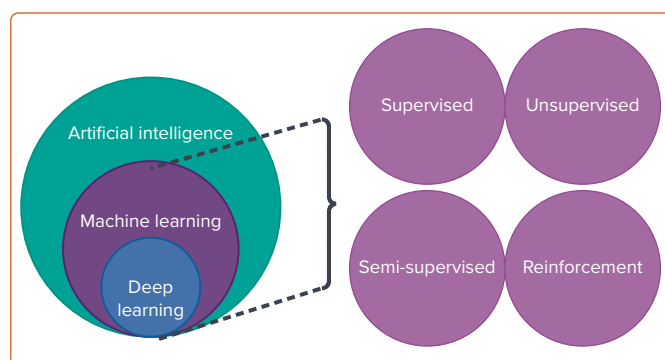 Artificial intelligence
Machine learning
Deep
learning
Supervised
Unsupervised
Semi-supervised
Reinforcement